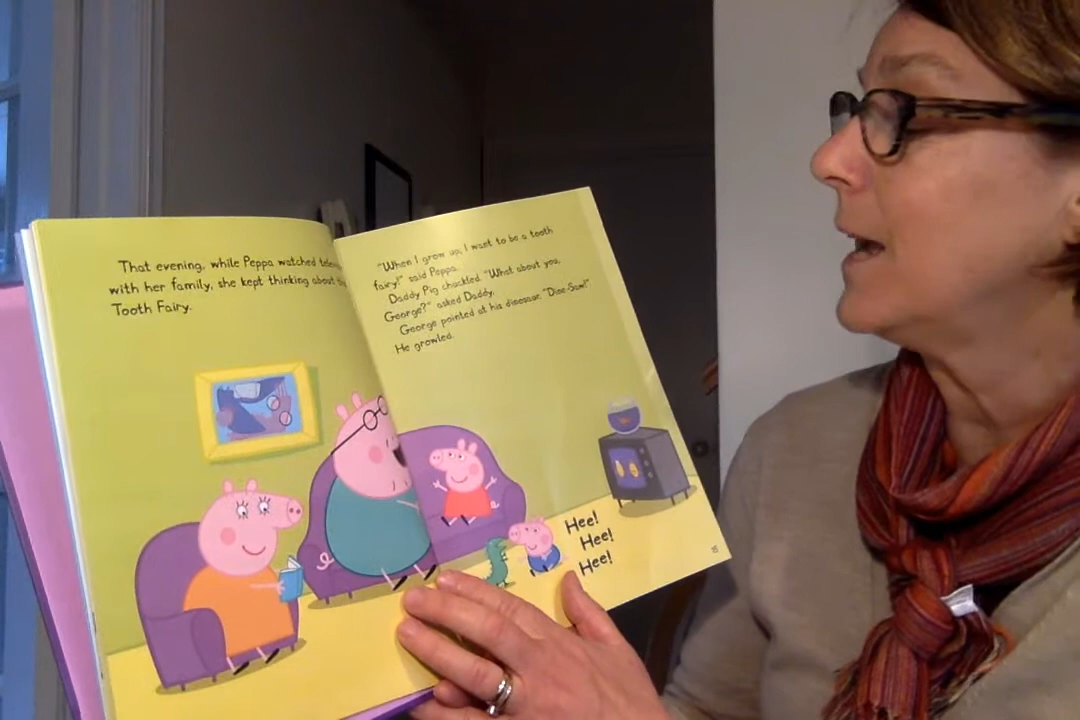 That evening, while Peppa watched
with her family, she kept thinking about
Tooth Fairy.
"When I grow up, I want to be a tooth
fairy!" said Peppa.
Daddy Pig chuckled. "What about you,
George?" asked Daddy.
George pointed at his dinosaur. "Dine-Saw!"
He growled.
Hee!
Hee!
Hee!
15